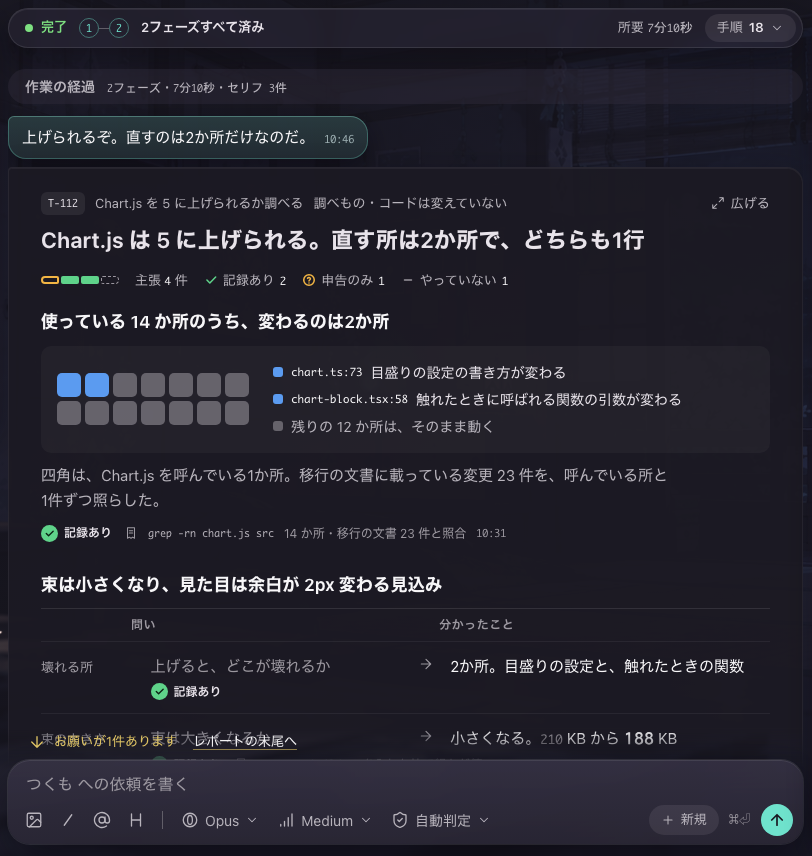 完了 1 2 2フェーズすべて済み 所要 7分10秒 手順 18
作業の経過 2フェーズ・7分10秒・セリフ 3件
上げられるぞ。直すのは2か所だけなのだ。 10:46
T-112 Chart.js を 5 に上げられるか調べる 調べもの・コードは変えていない 広げる
Chart.js は 5 に上げられる。直す所は2か所で、どちらも1行
主張 4 件 記録あり 2 申告のみ 1 やっていない 1
使っている 14 か所のうち、変わるのは2か所
chart.ts:73 目盛りの設定の書き方が変わる
chart-block.tsx:58 触れたときに呼ばれる関数の引数が変わる
残りの 12 か所は、そのまま動く
四角は、Chart.js を呼んでいる1か所。移行の文書に載っている変更 23 件を、呼んでいる所と
1件ずつ照らした。
記録あり grep -rn chart.js src 14 か所・移行の文書 23 件と照合 10:31
束は小さくなり、見た目は余白が 2px 変わる見込み
問い 分かったこと
壊れる所 上げると、どこが壊れるか → 2か所。目盛りの設定と、触れたときの関数
記録あり
束は大きくなるか → 小さくなる。210 KB から 188 KB
↓ お願いが1件あります レポートの末尾へ
つくも への依頼を書く
/ @ H Opus Medium 自動判定 + 新規 ⌘⏎